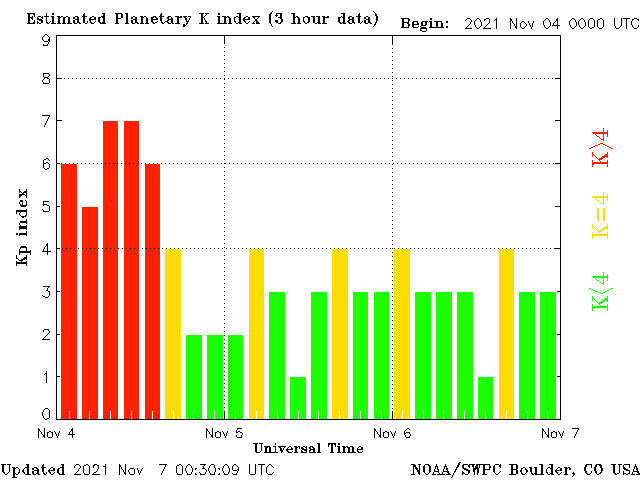 Estimated Planetary K index (3 hour data) Begin: 2021 Nov 04 0000 UTC
9
8
7
6
5
4
3
2
1
0
Kp index
K>4
K=4
K<4
Nov 4 Nov 5 Nov 6 Nov 7
Universal Time
Updated 2021 Nov 7 00:30:09 UTC NOAA/SWPC Boulder, CO USA